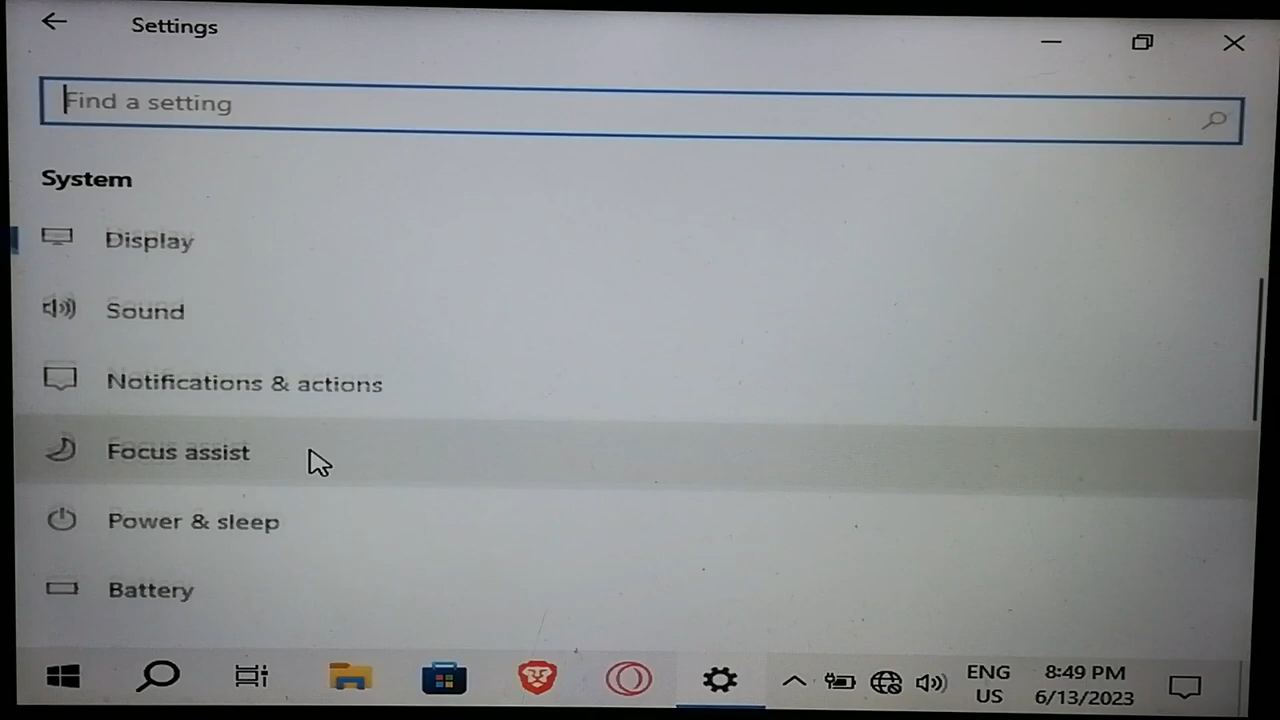 Settings
Find a setting
System
Display
Sound
Notifications & actions
Focus assist
Power & sleep
Battery
ENG
US
8:49 PM
6/13/2023